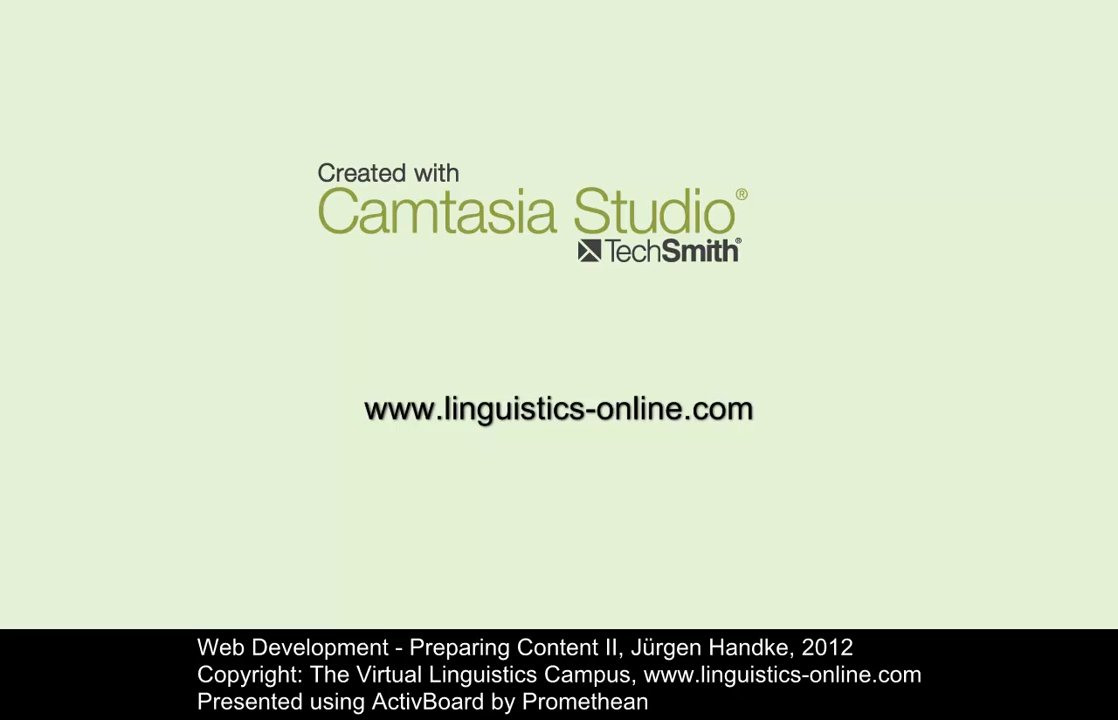 Created with
Camtasia Studio®
TechSmith®
www.linguistics-online.com
Web Development - Preparing Content II, Jürgen Handke, 2012
Copyright: The Virtual Linguistics Campus, www.linguistics-online.com
Presented using ActivBoard by Promethean